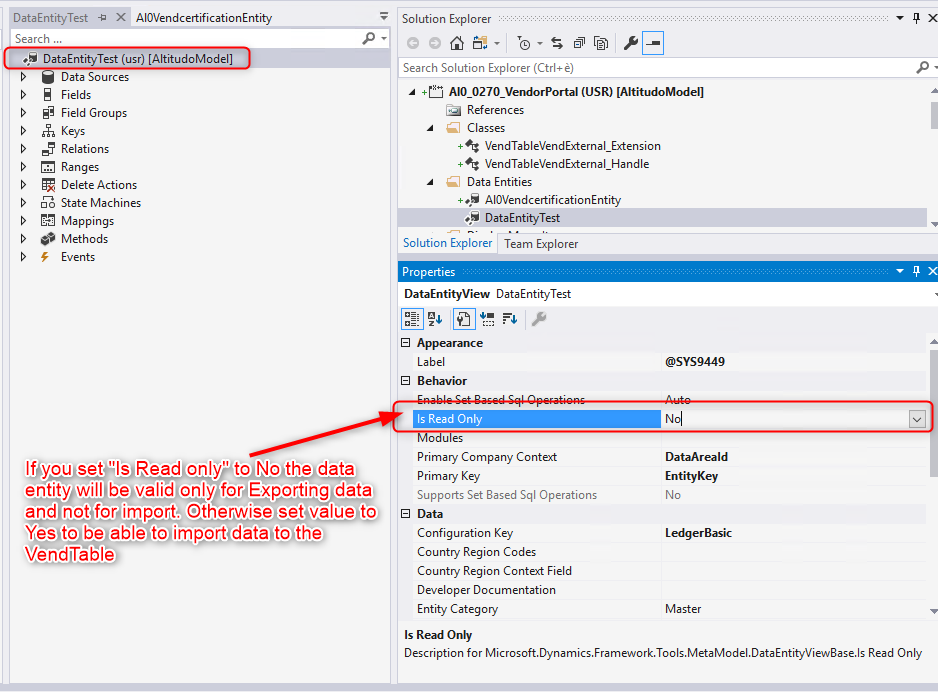 DataEntityTest
AI0VendcertificationEntity
Search ...
DataEntityTest (usr) [AltitudoModel]
Data Sources
Fields
Field Groups
Keys
Relations
Ranges
Delete Actions
State Machines
Mappings
Methods
Events
If you set "Is Read only" to No the data
entity will be valid only for Exporting data
and not for import. Otherwise set value to
Yes to be able to import data to the
VendTable
Solution Explorer
Search Solution Explorer (Ctrl+è)
AI0_0270_VendorPortal (USR) [AltitudoModel]
References
Classes
VendTableVendExternal_Extension
VendTableVendExternal_Handle
Data Entities
AI0VendcertificationEntity
DataEntityTest
Solution Explorer
Team Explorer
Properties
DataEntityView DataEntityTest
Appearance
Label @SYS9449
Behavior
Enable Set Based Sql Operations Auto
Is Read Only No
Modules
Primary Company Context DataAreaId
Primary Key EntityKey
Supports Set Based Sql Operations No
Data
Configuration Key LedgerBasic
Country Region Codes
Country Region Context Field
Developer Documentation
Entity Category Master
Is Read Only
Description for Microsoft.Dynamics.Framework.Tools.MetaModel.DataEntityViewBase.Is Read Only